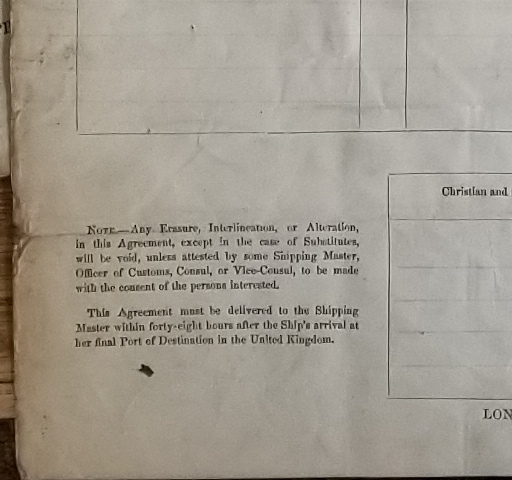 NOTE.—Any Erasure, Interlineation, or Alteration,
in this Agreement, except in the case of Substitutes,
will be void, unless attested by some Shipping Master,
Officer of Customs, Consul, or Vice-Consul, to be made
with the consent of the persons interested.
This Agreement must be delivered to the Shipping
Master within forty-eight hours after the Ship's arrival at
her final Port of Destination in the United Kingdom.
Christian and
LON